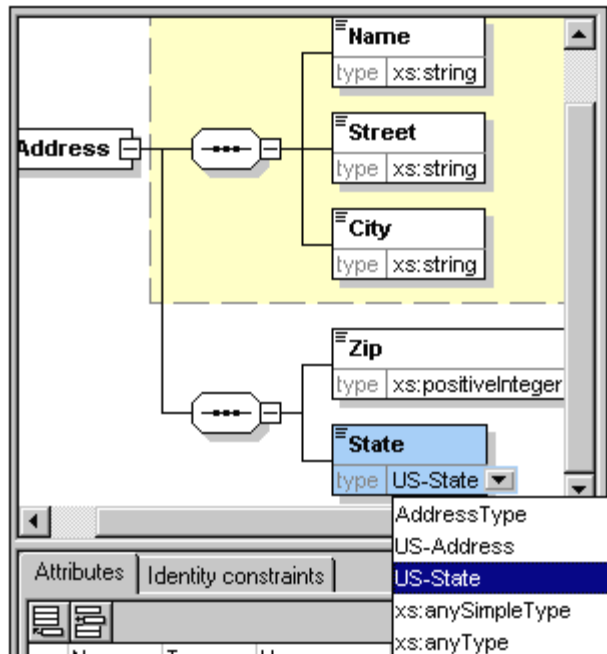 Name
type xs:string
Address
Street
type xs:string
City
type xs:string
Zip
type xs:positiveInteger
State
type US-State
AddressType
US-Address
US-State
xs:anySimpleType
xs:anyType
Attributes Identity constraints